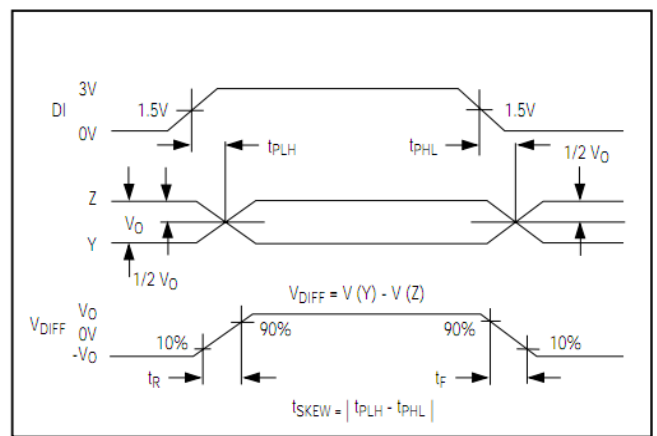 3V
DI
1.5V
1.5V
0V
tPLH
tPHL
1/2 VO
Z
VO
Y
1/2 VO
VDIFF = V (Y) - V (Z)
VO
VDIFF
0V
-VO
10%
90%
90%
10%
tR
tF
tSKEW = | tPLH - tPHL |